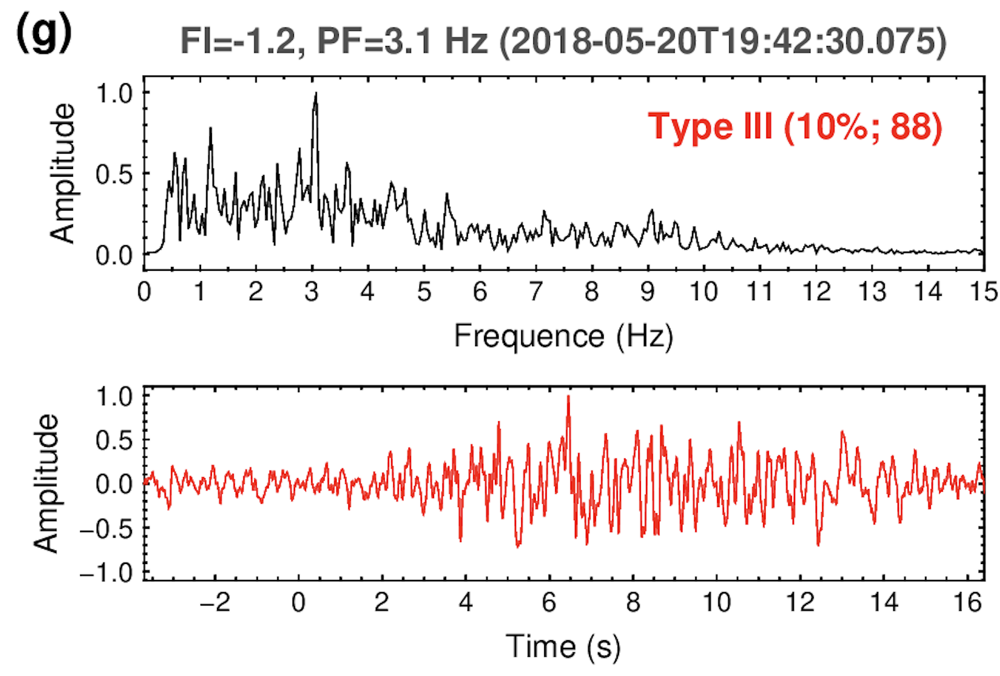 (g)
FI=-1.2, PF=3.1 Hz (2018-05-20T19:42:30.075)
Type III (10%; 88)
Amplitude
1.0
0.5
0.0
0 1 2 3 4 5 6 7 8 9 10 11 12 13 14 15
Frequence (Hz)
Amplitude
1.0
0.5
0.0
−0.5
−1.0
−2 0 2 4 6 8 10 12 14 16
Time (s)